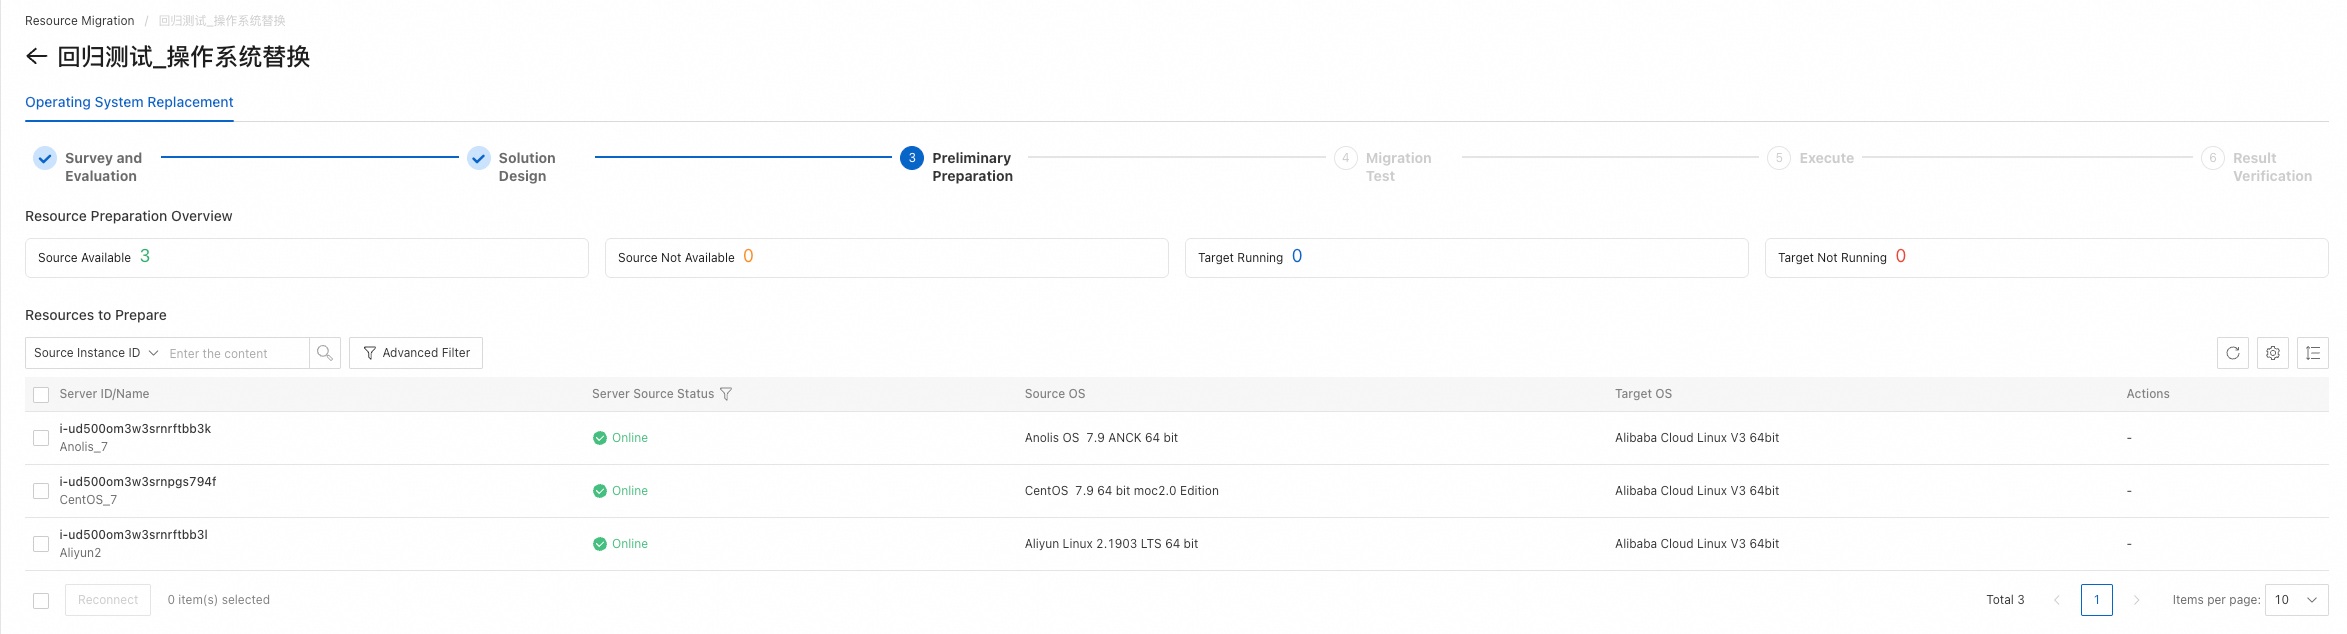 Resource Migration / 回归测试_操作系统替换
回归测试_操作系统替换
Operating System Replacement
Survey and Evaluation
Solution Design
3 Preliminary Preparation
4 Migration Test
5 Execute
6 Result Verification
Resource Preparation Overview
Source Available 3
Source Not Available 0
Target Running 0
Target Not Running 0
Resources to Prepare
Source Instance ID Enter the content Advanced Filter
Server ID/Name Server Source Status Source OS Target OS Actions
i-ud500om3w3srnrftbb3k
Anolis_7
Online Anolis OS 7.9 ANCK 64 bit Alibaba Cloud Linux V3 64bit -
i-ud500om3w3srnpgs794f
CentOS_7
Online CentOS 7.9 64 bit moc2.0 Edition Alibaba Cloud Linux V3 64bit -
i-ud500om3w3srnrftbb3l
Aliyun2
Online Aliyun Linux 2.1903 LTS 64 bit Alibaba Cloud Linux V3 64bit -
Reconnect 0 item(s) selected Total 3 1 Items per page: 10